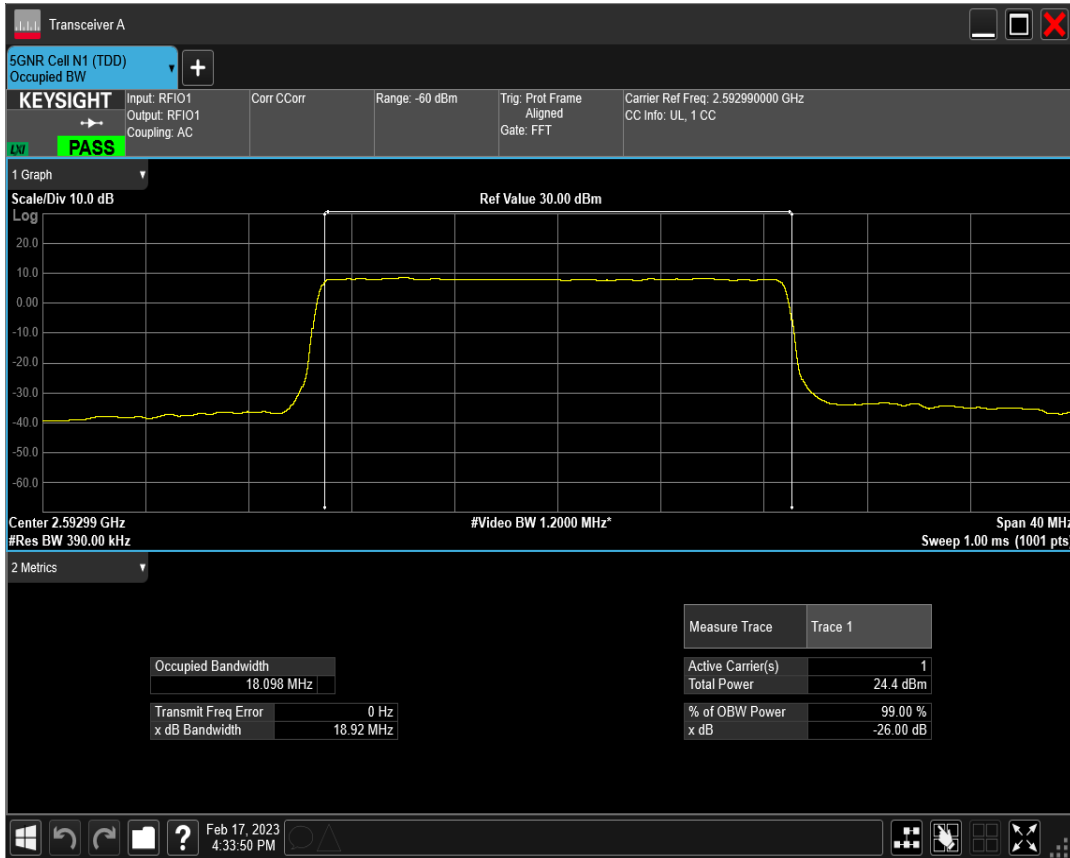 Transceiver A
5GNR Cell N1 (TDD)
Occupied BW
+
KEYSIGHT
LXI
PASS
Input: RFIO1
Output: RFIO1
Coupling: AC
Corr CCorr
Range: -60 dBm
Trig: Prot Frame
Aligned
Gate: FFT
Carrier Ref Freq: 2.592990000 GHz
CC Info: UL, 1 CC
1 Graph
Scale/Div 10.0 dB
Ref Value 30.00 dBm
Log
20.0
10.0
0.00
-10.0
-20.0
-30.0
-40.0
-50.0
-60.0
Center 2.59299 GHz
#Video BW 1.2000 MHz*
Span 40 MHz
#Res BW 390.00 kHz
Sweep 1.00 ms (1001 pts)
2 Metrics
Measure Trace Trace 1
Occupied Bandwidth
18.098 MHz
Active Carrier(s) 1
Total Power 24.4 dBm
Transmit Freq Error 0 Hz
x dB Bandwidth 18.92 MHz
% of OBW Power 99.00 %
x dB -26.00 dB
?
Feb 17, 2023
4:33:50 PM